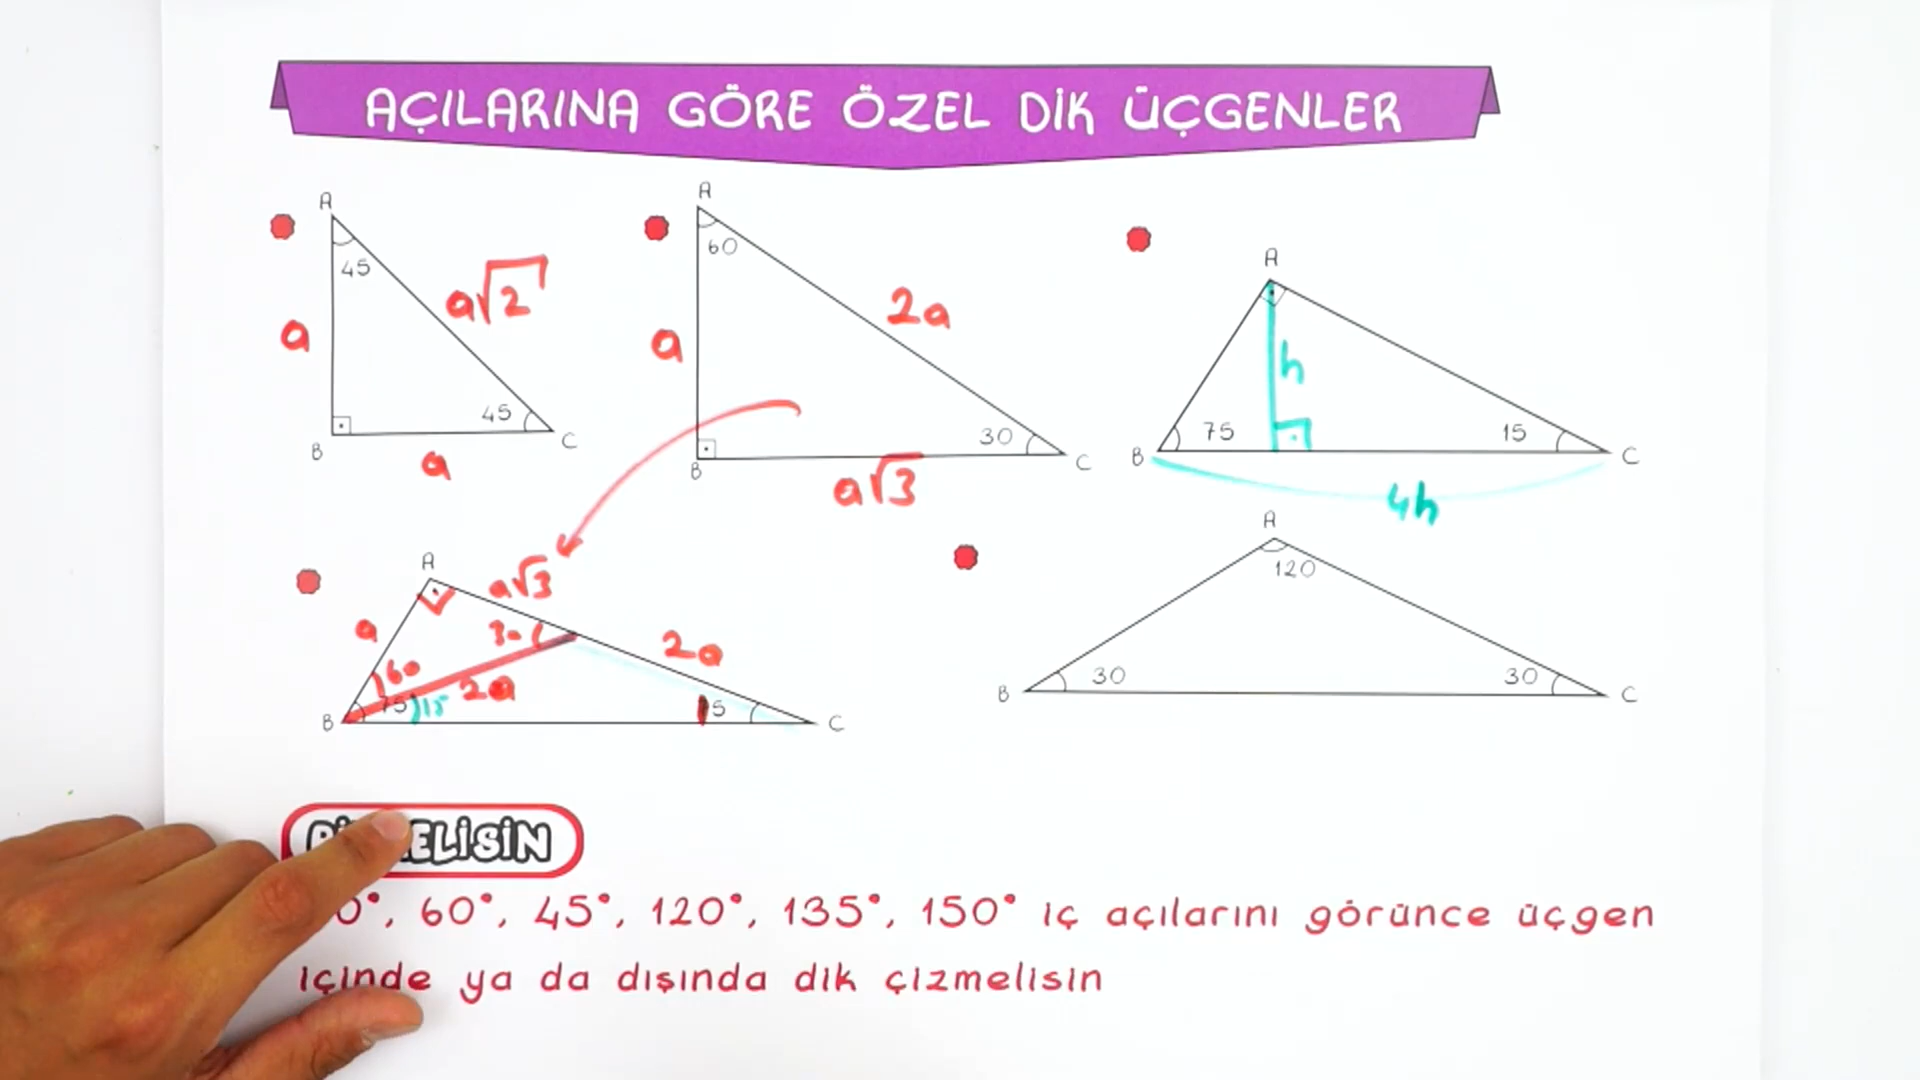 AÇILARINA GÖRE ÖZEL DİK ÜÇGENLER
A
45
a
a√2
45
B
C
a
A
60
a
2a
30
B
C
a√3
A
h
75
15
B
C
4h
A
a√3
a
30
2a
60
2a
75
15
15
B
C
A
120
30
30
B
C
60°, 45°, 120°, 135°, 150° iç açılarını görünce üçgen
içinde ya da dışında dik çizmelisin